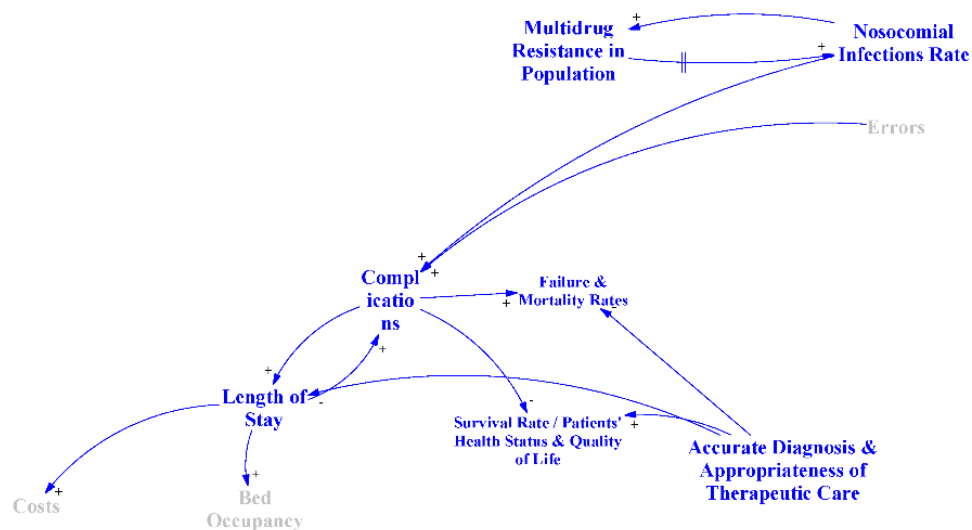 Multidrug
Resistance in
Population
Nosocomial
Infections Rate
Errors
Compl
icatio
ns
Failure &
Mortality Rates
Length of
Stay
Survival Rate / Patients'
Health Status & Quality
of Life
Accurate Diagnosis &
Appropriateness of
Therapeutic Care
Costs
Bed
Occupancy
+
+
+
+
+
-
+
+
-
-
+
+
+